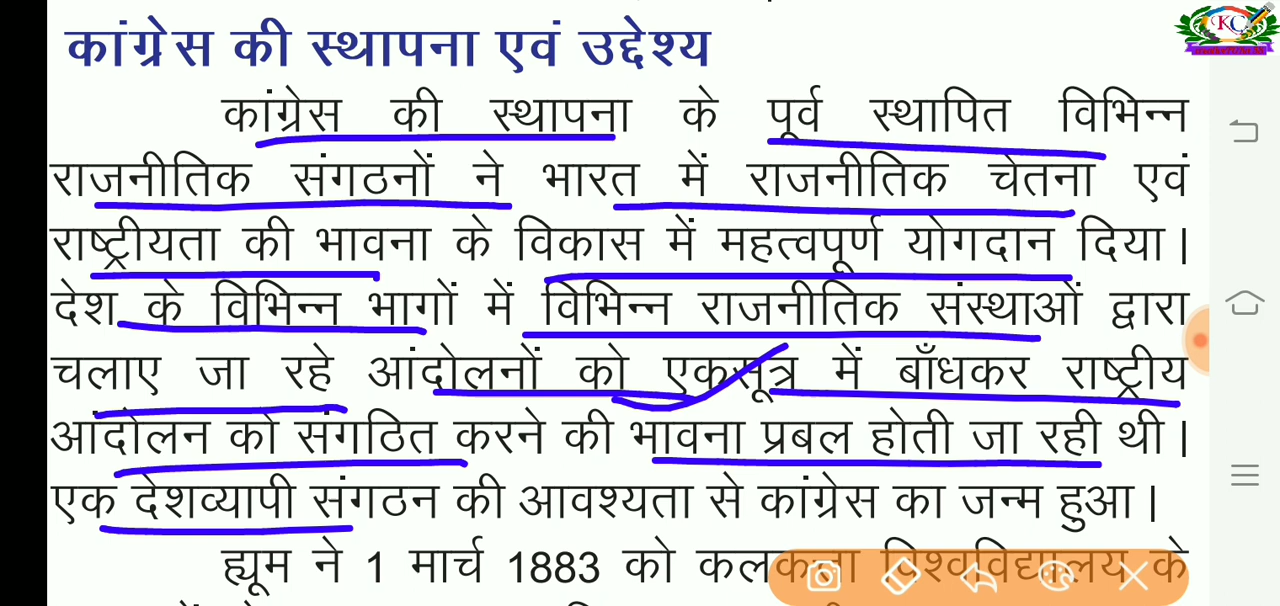 कांग्रेस की स्थापना एवं उद्देश्य
KC
कांग्रेस की स्थापना के पूर्व स्थापित विभिन्न
राजनीतिक संगठनों ने भारत में राजनीतिक चेतना एवं
राष्ट्रीयता की भावना के विकास में महत्वपूर्ण योगदान दिया।
देश के विभिन्न भागों में विभिन्न राजनीतिक संस्थाओं द्वारा
चलाए जा रहे आंदोलनों को एकसूत्र में बाँधकर राष्ट्रीय
आंदोलन को संगठित करने की भावना प्रबल होती जा रही थी।
एक देशव्यापी संगठन की आवश्यता से कांग्रेस का जन्म हुआ।
ह्यूम ने 1 मार्च 1883 को कलकत्ता विश्वविद्यालय के